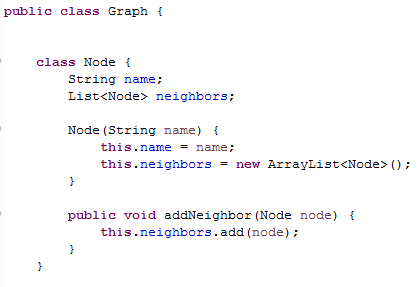 public class Graph {
class Node {
String name;
List<Node> neighbors;
Node(String name) {
this.name = name;
this.neighbors = new ArrayList<Node>();
}
public void addNeighbor(Node node) {
this.neighbors.add(node);
}
}